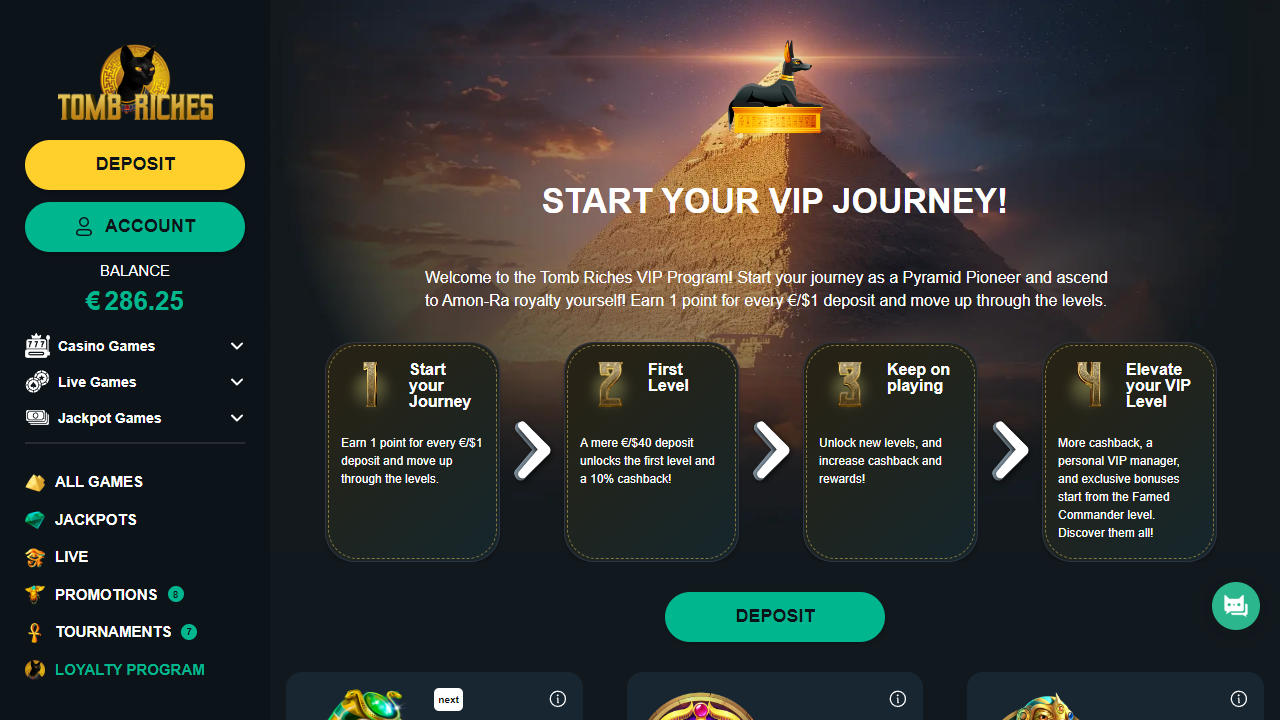 TOMB RICHES
DEPOSIT
ACCOUNT
BALANCE
€ 286.25
777
Casino Games
Live Games
Jackpot Games
ALL GAMES
JACKPOTS
LIVE
PROMOTIONS 8
TOURNAMENTS 7
LOYALTY PROGRAM
START YOUR VIP JOURNEY!
Welcome to the Tomb Riches VIP Program! Start your journey as a Pyramid Pioneer and ascend
to Amon-Ra royalty yourself! Earn 1 point for every €/$1 deposit and move up through the levels.
1
Start
your
Journey
Earn 1 point for every €/$1
deposit and move up
through the levels.
2
First
Level
A mere €/$40 deposit
unlocks the first level and
a 10% cashback!
3
Keep on
playing
Unlock new levels, and
increase cashback and
rewards!
4
Elevate
your VIP
Level
More cashback, a
personal VIP manager,
and exclusive bonuses
start from the Famed
Commander level.
Discover them all!
DEPOSIT
next